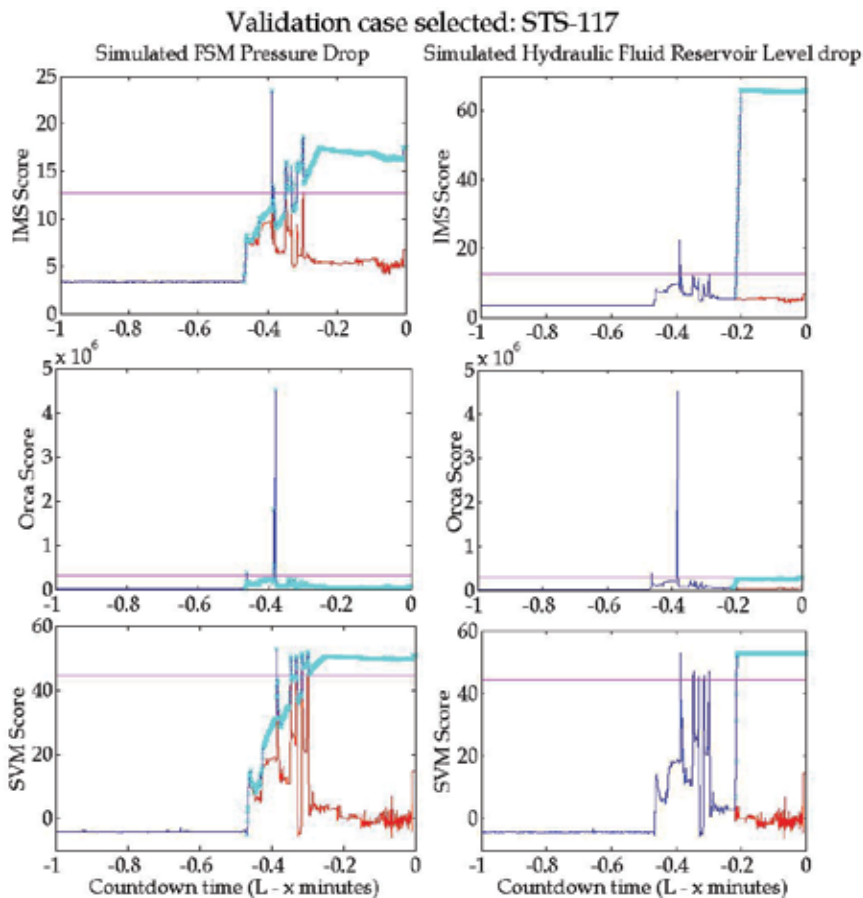 Validation case selected: STS-117
Simulated FSM Pressure Drop
Simulated Hydraulic Fluid Reservoir Level drop
25
20
15
10
5
0
IMS Score
-1 -0.8 -0.6 -0.4 -0.2 0
60
40
20
0
IMS Score
-1 -0.8 -0.6 -0.4 -0.2 0
5 x 10^6
4
3
2
1
0
Orca Score
-1 -0.8 -0.6 -0.4 -0.2 0
5 x 10^6
4
3
2
1
0
Orca Score
-1 -0.8 -0.6 -0.4 -0.2 0
60
40
20
0
SVM Score
-1 -0.8 -0.6 -0.4 -0.2 0
Countdown time (L - x minutes)
60
40
20
0
SVM Score
-1 -0.8 -0.6 -0.4 -0.2 0
Countdown time (L - x minutes)